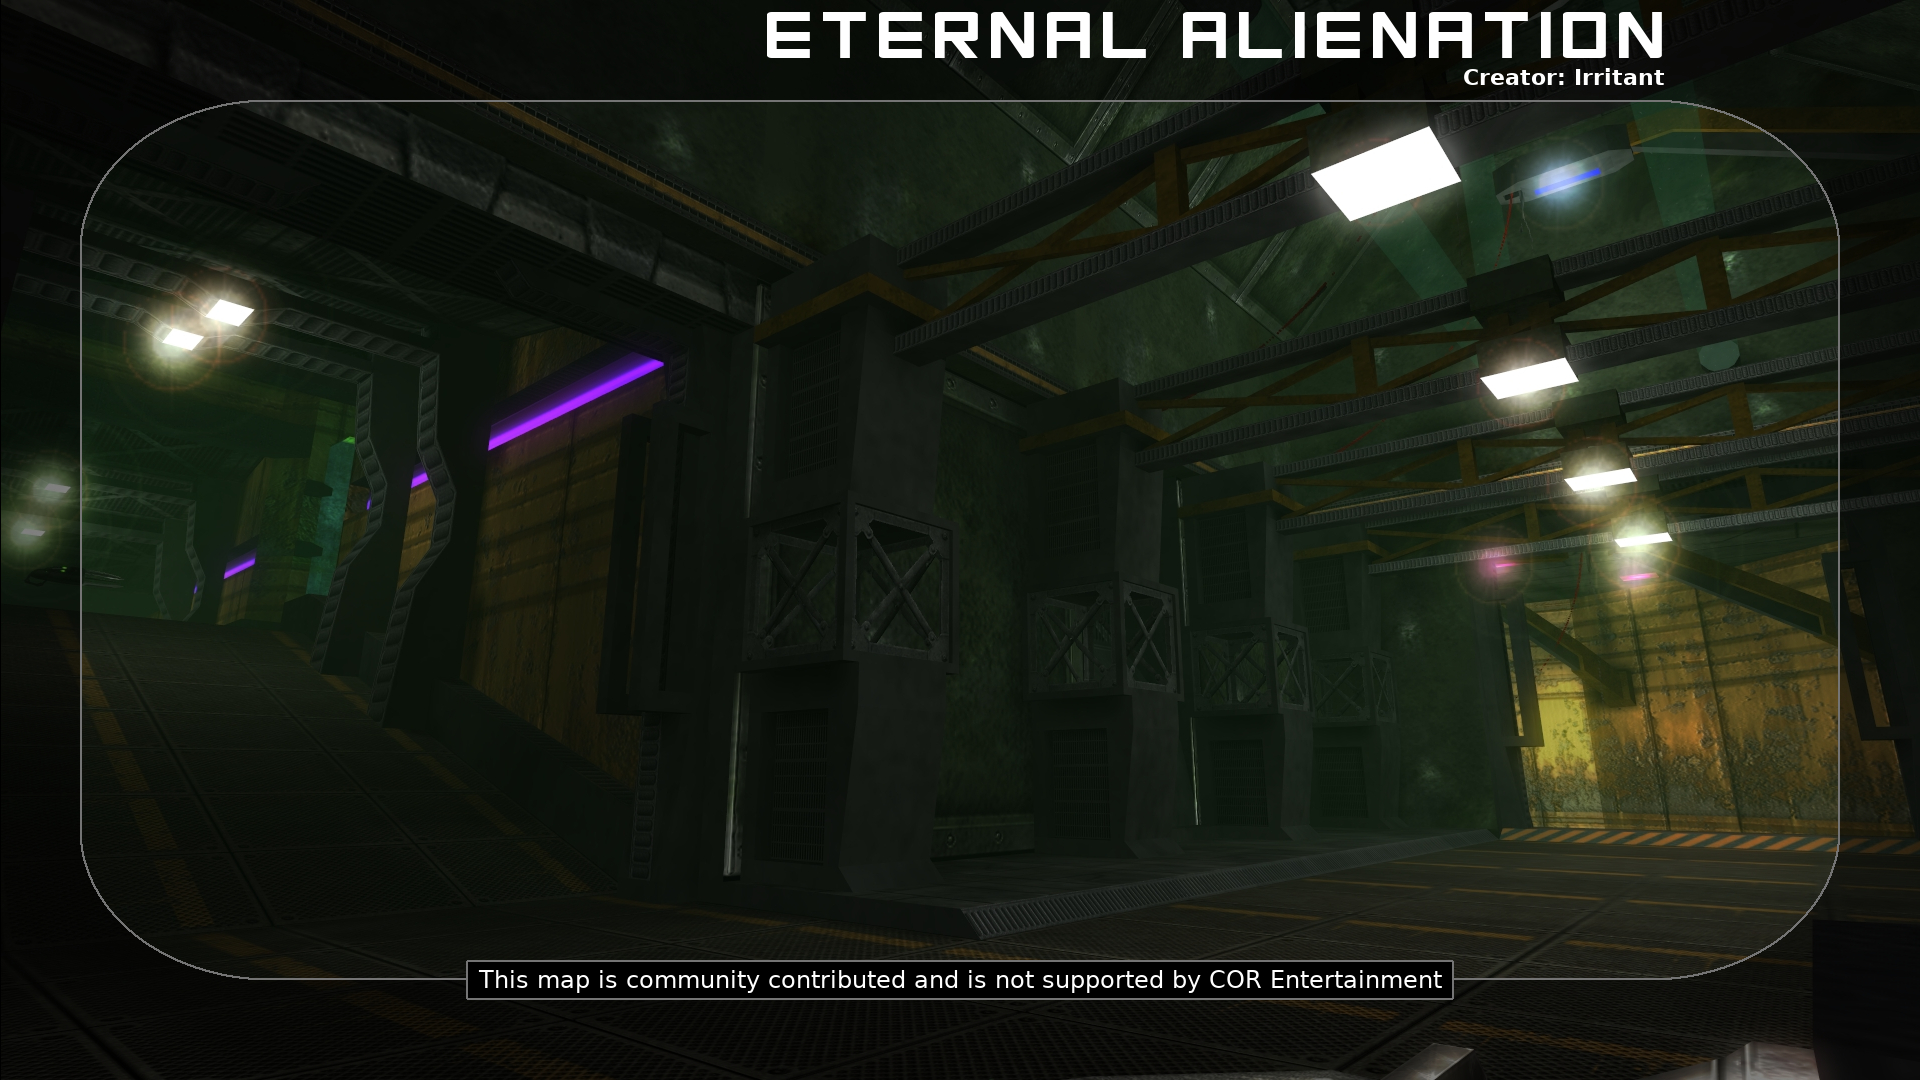 ETERNAL ALIENATION
Creator: Irritant
This map is community contributed and is not supported by COR Entertainment